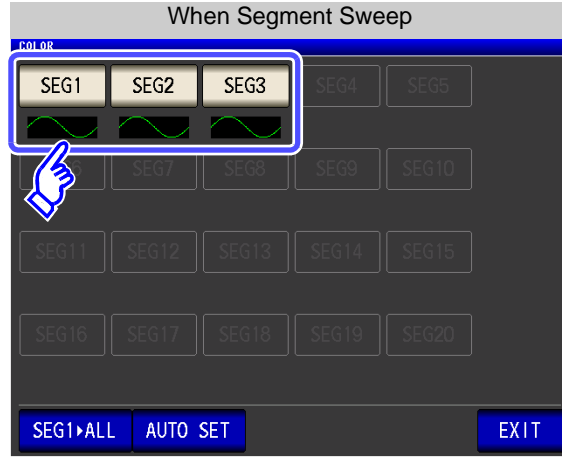 When Segment Sweep
COLOR
SEG1 SEG2 SEG3 SEG4 SEG5
SEG7 SEG8 SEG9 SEG10
SEG11 SEG12 SEG13 SEG14 SEG15
SEG16 SEG17 SEG18 SEG19 SEG20
SEG1▸ALL AUTO SET EXIT